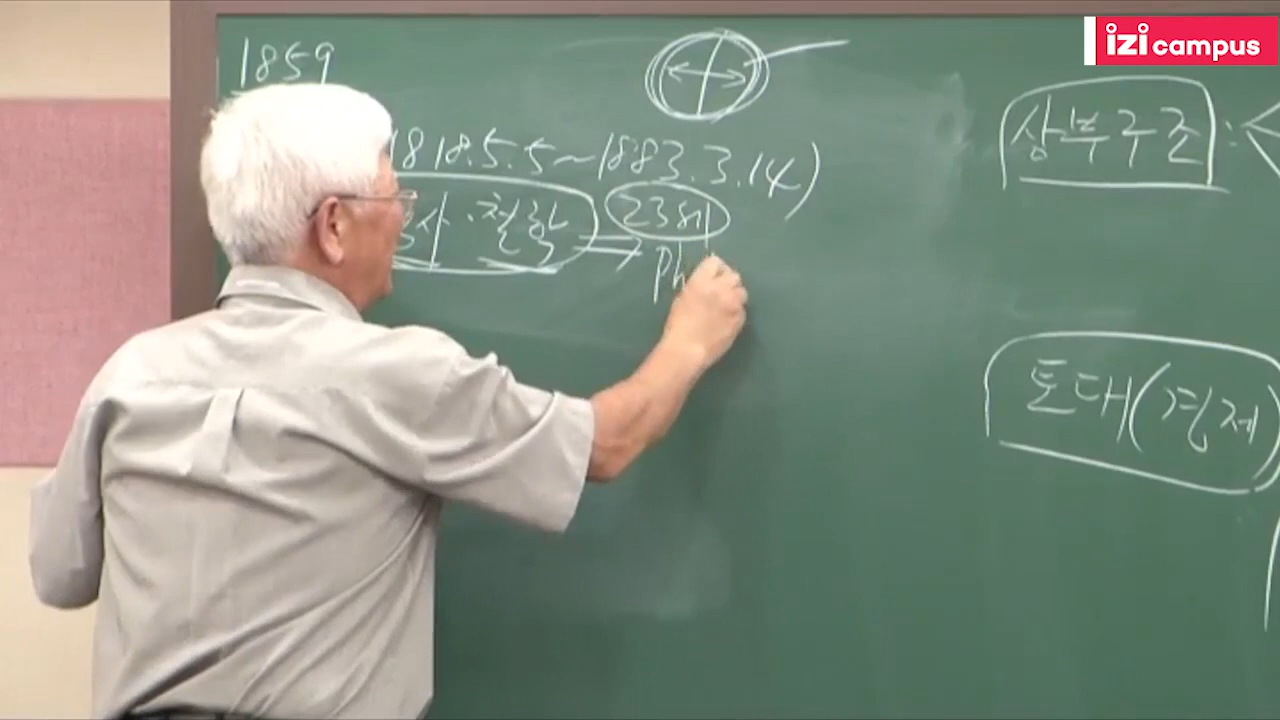 1859
1818.5.5~1883.3.14)
철학 ⇒ 23세
Ph
상부구조 :
토대(경제)
izi campus